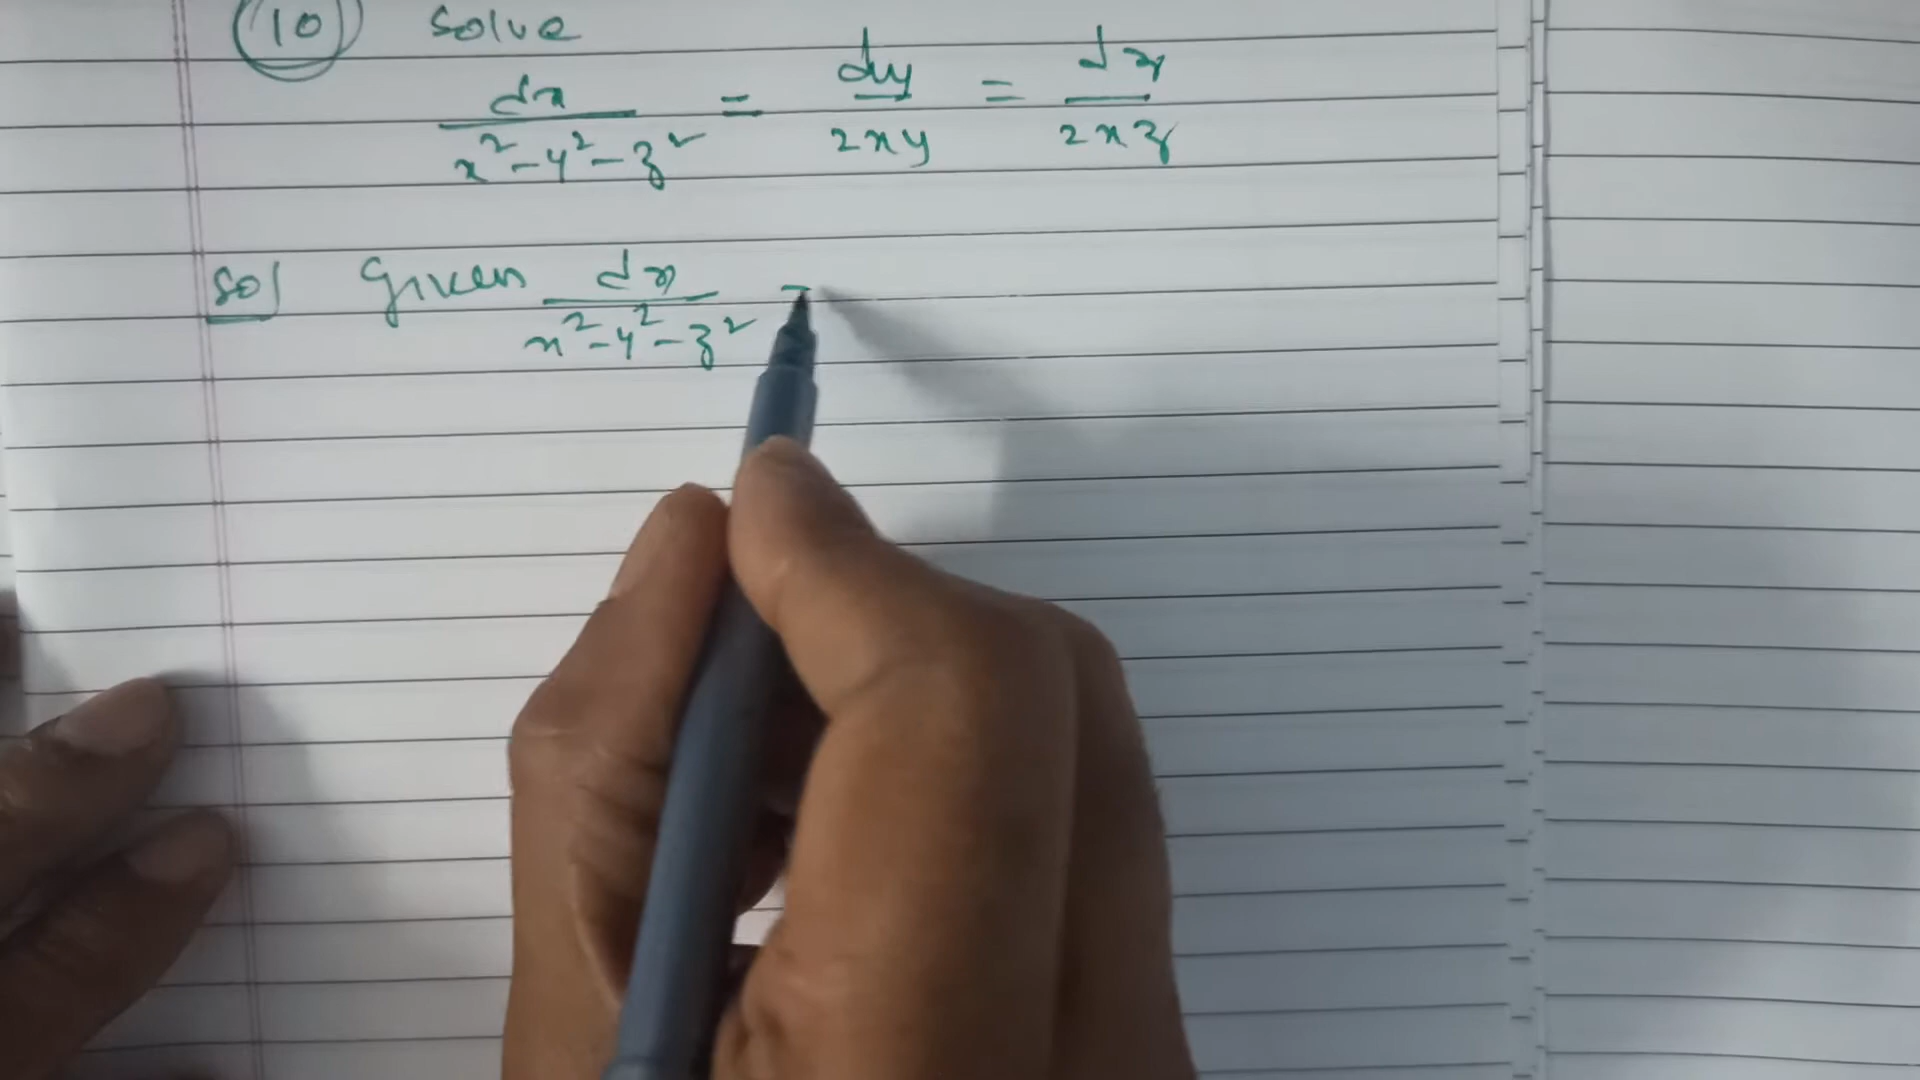 (10) Solve
dx/(x²-y²-z²) = dy/2xy = dz/2xz
Sol Given dx/(x²-y²-z²) -